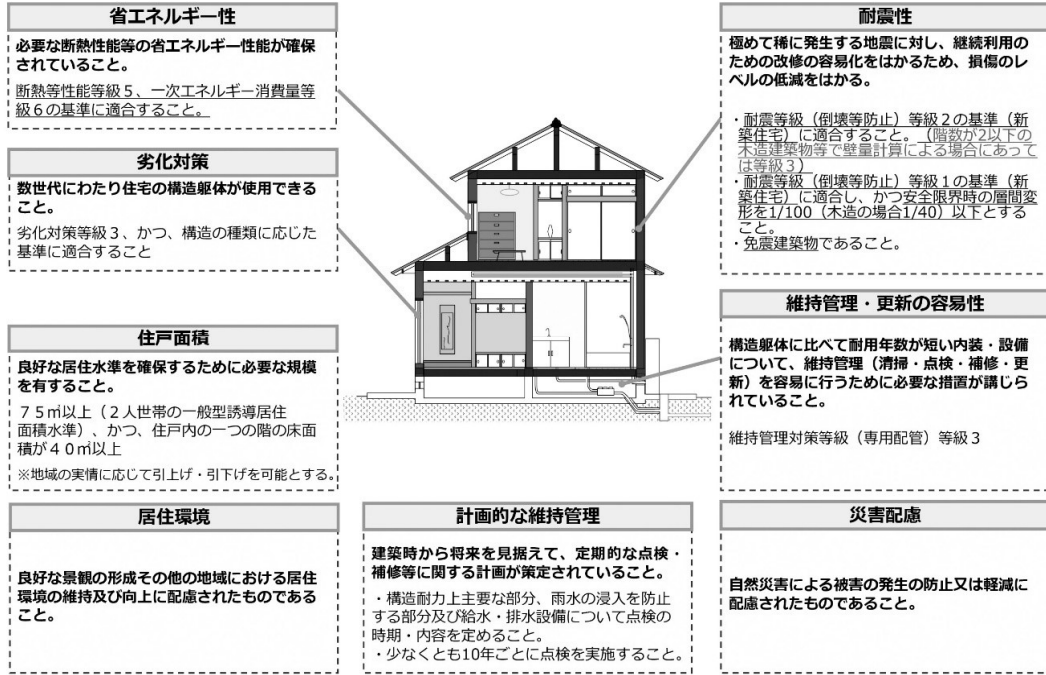 省エネルギー性
必要な断熱性能等の省エネルギー性能が確保
されていること。
断熱等性能等級５、一次エネルギー消費量等
級６の基準に適合すること。
劣化対策
数世代にわたり住宅の構造躯体が使用できる
こと。
劣化対策等級３、かつ、構造の種類に応じた
基準に適合すること
住戸面積
良好な居住水準を確保するために必要な規模
を有すること。
７５㎡以上（２人世帯の一般型誘導居住
面積水準）、かつ、住戸内の一つの階の床面
積が４０㎡以上
※地域の実情に応じて引上げ・引下げを可能とする。
居住環境
良好な景観の形成その他の地域における居住
環境の維持及び向上に配慮されたものである
こと。
計画的な維持管理
建築時から将来を見据えて、定期的な点検・
補修等に関する計画が策定されていること。
・構造耐力上主要な部分、雨水の浸入を防止
する部分及び給水・排水設備について点検の
時期・内容を定めること。
・少なくとも10年ごとに点検を実施すること。
耐震性
極めて稀に発生する地震に対し、継続利用の
ための改修の容易化をはかるため、損傷のレ
ベルの低減をはかる。
・耐震等級（倒壊等防止）等級２の基準（新
築住宅）に適合すること。（階数が2以下の
木造建築物等で壁量計算による場合にあって
は等級３）
・耐震等級（倒壊等防止）等級１の基準（新
築住宅）に適合し、かつ安全限界時の層間変
形を1/100（木造の場合1/40）以下とする
こと。
・免震建築物であること。
維持管理・更新の容易性
構造躯体に比べて耐用年数が短い内装・設備
について、維持管理（清掃・点検・補修・更
新）を容易に行うために必要な措置が講じら
れていること。
維持管理対策等級（専用配管）等級３
災害配慮
自然災害による被害の発生の防止又は軽減に
配慮されたものであること。